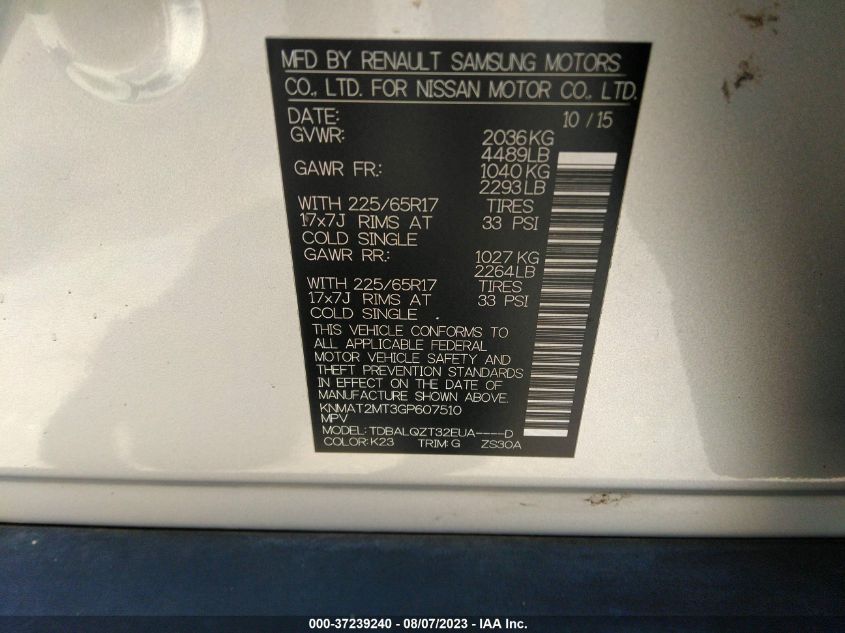 MFD BY RENAULT SAMSUNG MOTORS
CO., LTD. FOR NISSAN MOTOR CO., LTD.
DATE: 10 / 15
GVWR: 2036KG
4489LB
GAWR FR.: 1040KG
2293LB
WITH 225/65R17 TIRES
17x7J RIMS AT 33 PSI
COLD SINGLE
GAWR RR.: 1027KG
2264LB
WITH 225/65R17 TIRES
17x7J RIMS AT 33 PSI
COLD SINGLE
THIS VEHICLE CONFORMS TO
ALL APPLICABLE FEDERAL
MOTOR VEHICLE SAFETY AND
THEFT PREVENTION STANDARDS
IN EFFECT ON THE DATE OF
MANUFACTURE SHOWN ABOVE.
KNMAT2MT3GP607510
MPV
MODEL: TDBALQZT32EUA----D
COLOR:K23 TRIM:G ZS30A
000-37239240 - 08/07/2023 - IAA Inc.